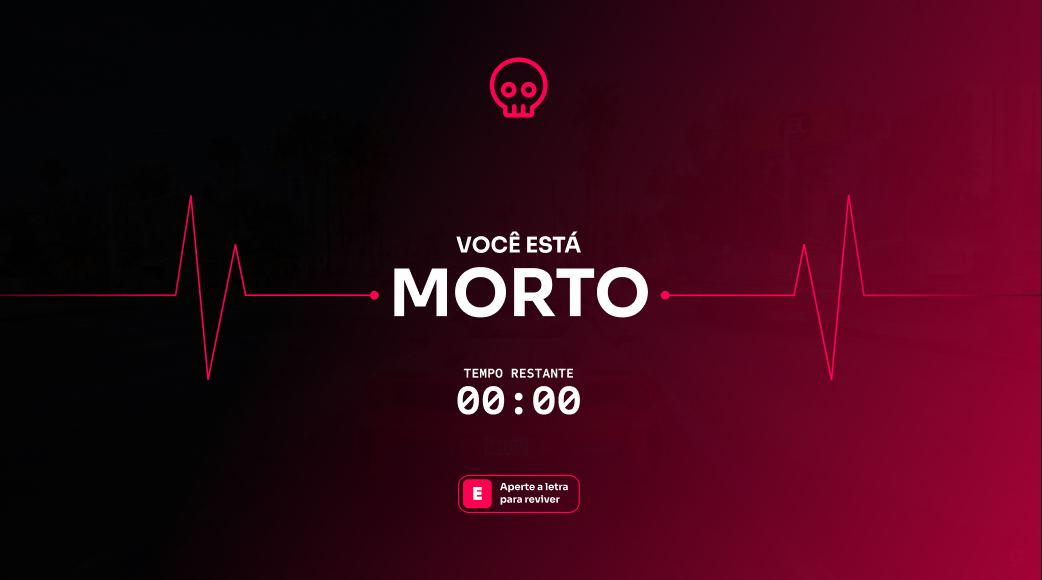 VOCÊ ESTÁ
MORTO
TEMPO RESTANTE
00:00
E
Aperte a letra
para reviver